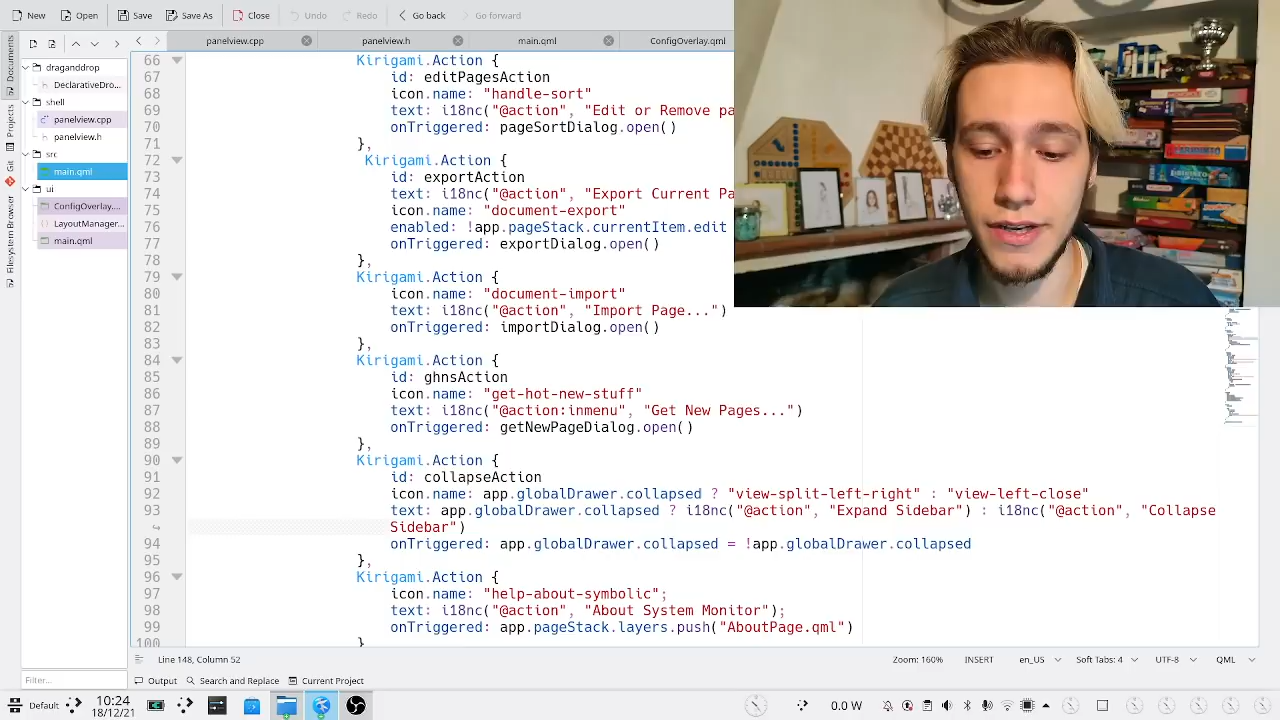 New Open Save Save As Close Undo Redo Go back Go forward
panelview.cpp panelview.h main.qml ConfigOverlay.qml
Documents
Projects
Git
Filesystem Browser
draganddrop
DeclarativeDro...
shell
panelview.cpp
panelview.h
src
main.qml
ui
ConfigOverlay...
main.qml
Filter...
66 Kirigami.Action {
67 id: editPageAction
68 icon.name: "handle-sort"
69 text: i18nc("@action", "Edit or Remove pa
70 onTriggered: pageSortDialog.open()
71 },
72 Kirigami.Action {
73 id: exportAction
74 text: i18nc("@action", "Export Current Pa
75 icon.name: "document-export"
76 enabled: !app.pageStack.currentItem.edit
77 onTriggered: exportDialog.open()
78 },
79 Kirigami.Action {
80 icon.name: "document-import"
81 text: i18nc("@action", "Import Page...")
82 onTriggered: importDialog.open()
83 },
84 Kirigami.Action {
85 id: ghnsAction
86 icon.name: "get-hot-new-stuff"
87 text: i18nc("@action:inmenu", "Get New Pages...")
88 onTriggered: getNewPageDialog.open()
89 },
90 Kirigami.Action {
91 id: collapseAction
92 icon.name: app.globalDrawer.collapsed ? "view-split-left-right" : "view-left-close"
93 text: app.globalDrawer.collapsed ? i18nc("@action", "Expand Sidebar") : i18nc("@action", "Collapse
Sidebar")
94 onTriggered: app.globalDrawer.collapsed = !app.globalDrawer.collapsed
95 },
96 Kirigami.Action {
97 icon.name: "help-about-symbolic";
98 text: i18nc("@action", "About System Monitor");
99 onTriggered: app.pageStack.layers.push("AboutPage.qml")
100 }
Line 148, Column 52 Zoom: 160% INSERT en_US Soft Tabs: 4 UTF-8 QML
Output Search and Replace Current Project
Default 10:24
18/12/21
0.0 W